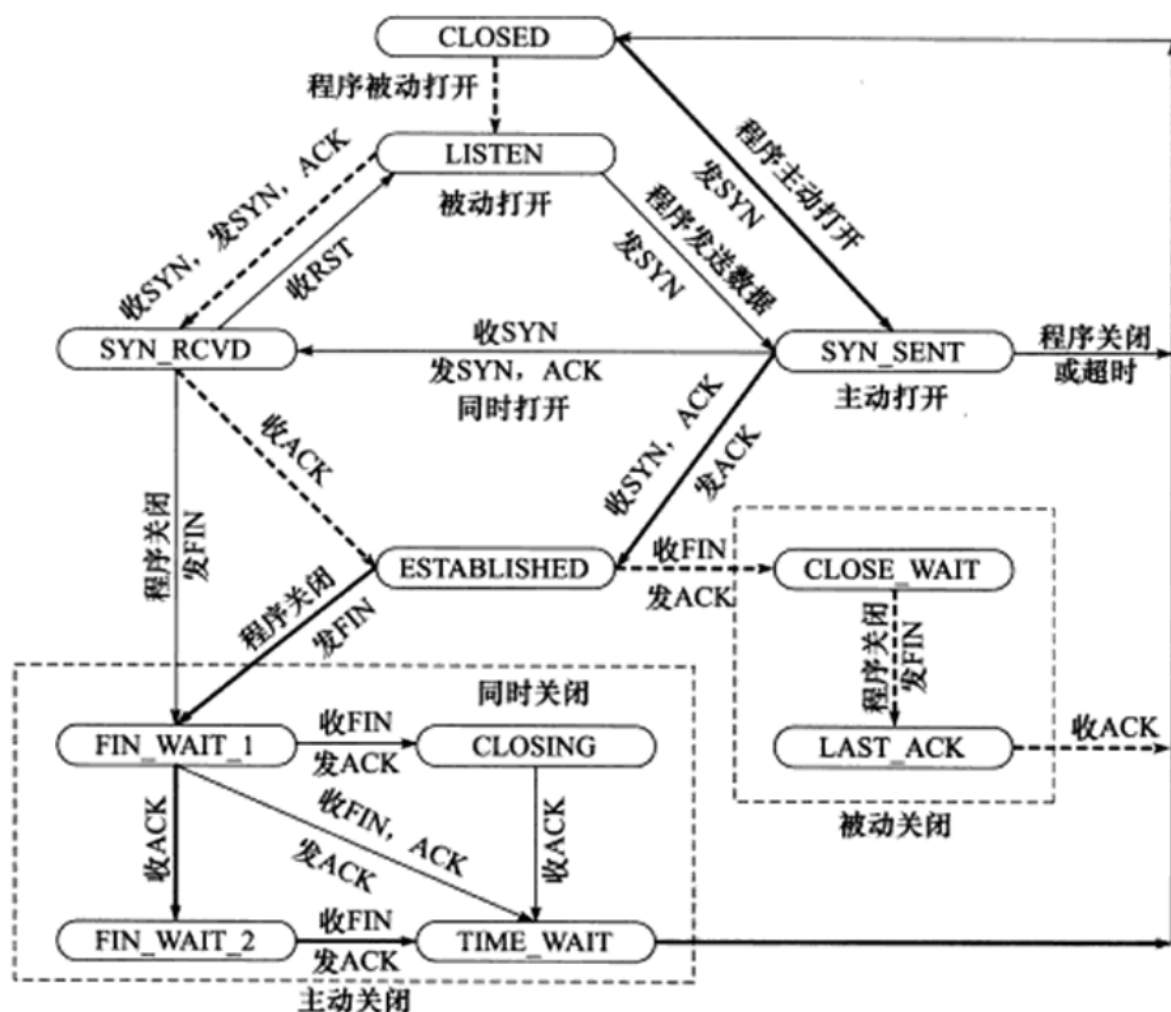 CLOSED
程序被动打开
LISTEN
被动打开
收SYN，发SYN，ACK
收RST
程序主动打开
发SYN
程序发送数据
发SYN
SYN_RCVD
收SYN
发SYN，ACK
同时打开
SYN_SENT
主动打开
程序关闭
或超时
收ACK
收SYN，ACK
发ACK
程序关闭
发FIN
ESTABLISHED
收FIN
发ACK
CLOSE_WAIT
程序关闭
发FIN
程序关闭
发FIN
LAST_ACK
收ACK
被动关闭
同时关闭
FIN_WAIT_1
收FIN
发ACK
CLOSING
收ACK
收FIN，ACK
发ACK
收ACK
FIN_WAIT_2
收FIN
发ACK
TIME_WAIT
主动关闭